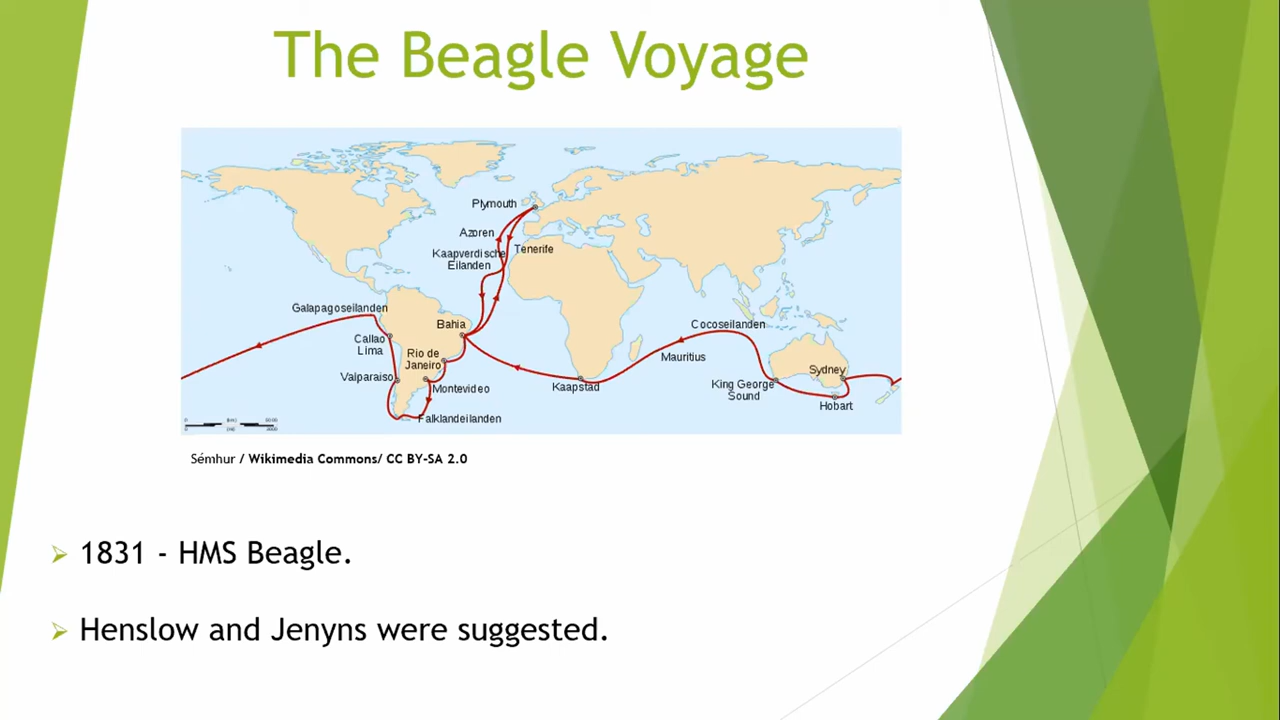 The Beagle Voyage
Plymouth
Azoren
Kaapverdische
Eilanden
Tenerife
Galapagoseilanden
Bahia
Callao
Lima
Rio de
Janeiro
Valparaiso
Montevideo
Falklandeilanden
Kaapstad
Mauritius
Cocoseilanden
King George
Sound
Sydney
Hobart
Sémhur / Wikimedia Commons/ CC BY-SA 2.0
1831 - HMS Beagle.
Henslow and Jenyns were suggested.